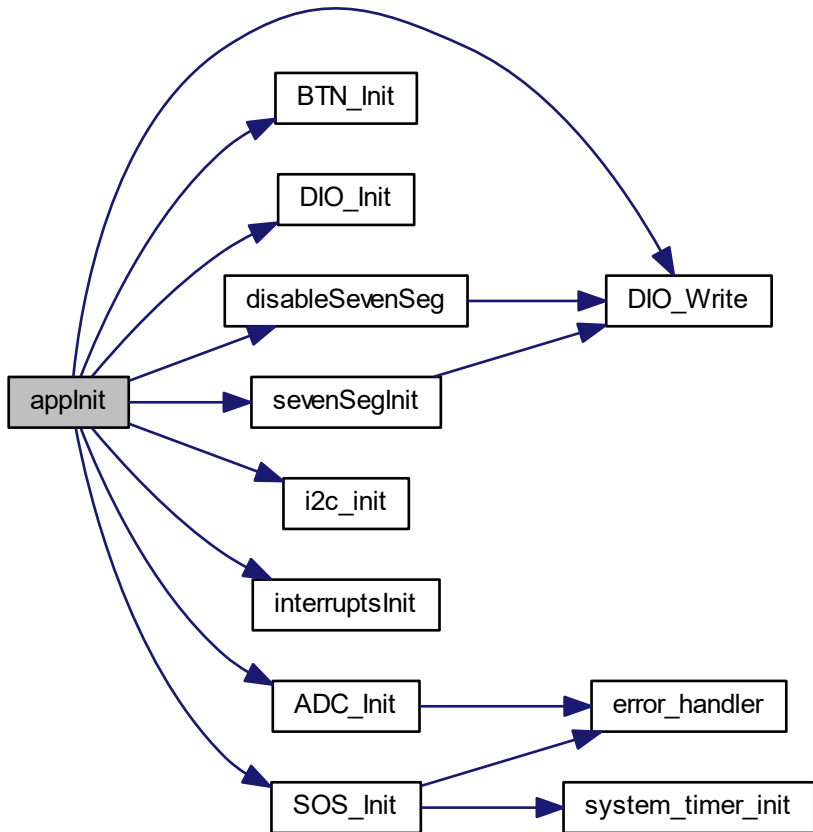 BTN_Init
DIO_Init
disableSevenSeg
DIO_Write
appInit
sevenSegInit
i2c_init
interruptsInit
ADC_Init
error_handler
SOS_Init
system_timer_init